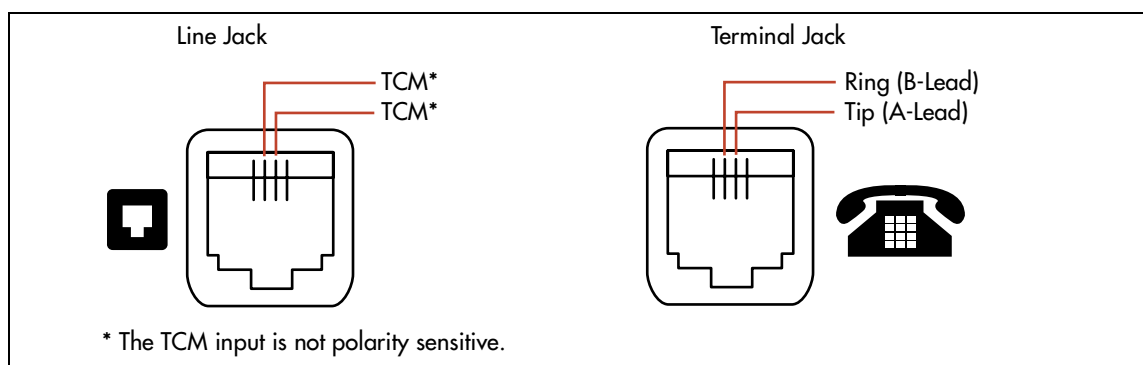 Line Jack
TCM*
TCM*
* The TCM input is not polarity sensitive.
Terminal Jack
Ring (B-Lead)
Tip (A-Lead)